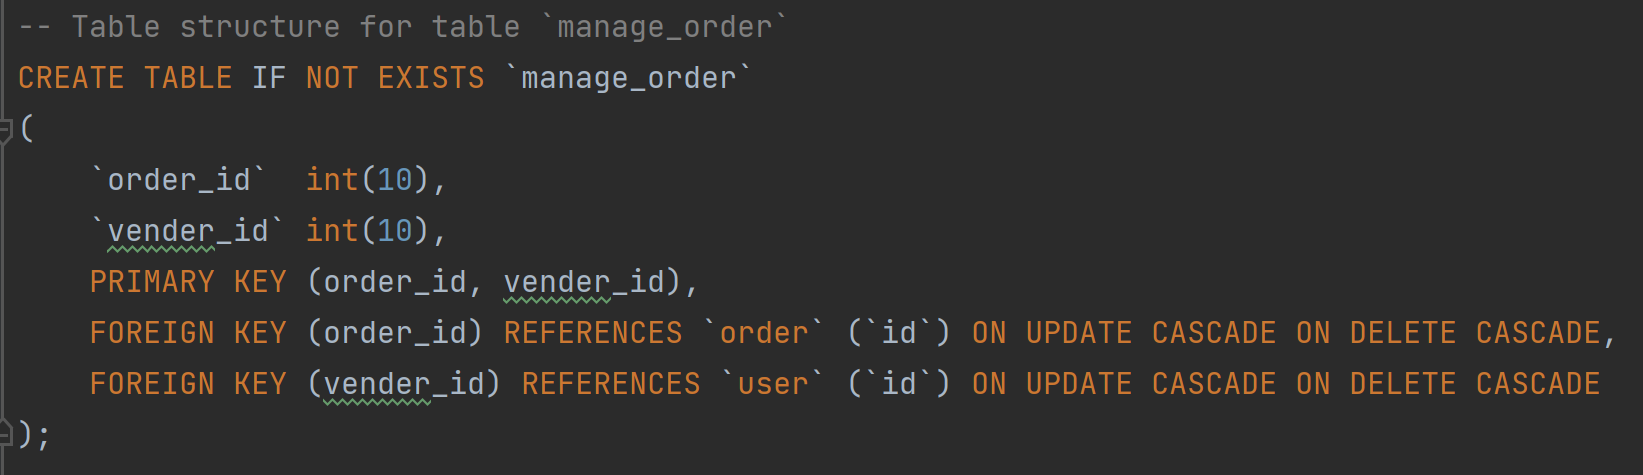 -- Table structure for table `manage_order`
CREATE TABLE IF NOT EXISTS `manage_order`
(
    `order_id`  int(10),
    `vender_id` int(10),
    PRIMARY KEY (order_id, vender_id),
    FOREIGN KEY (order_id) REFERENCES `order` (`id`) ON UPDATE CASCADE ON DELETE CASCADE,
    FOREIGN KEY (vender_id) REFERENCES `user` (`id`) ON UPDATE CASCADE ON DELETE CASCADE
);